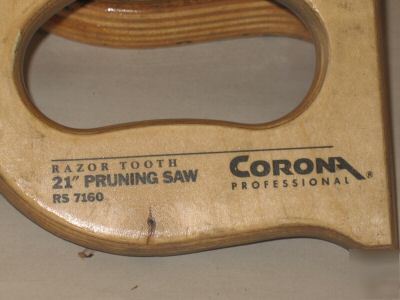 RAZOR TOOTH
21" PRUNING SAW
RS 7160
CORONA®
PROFESSIONAL